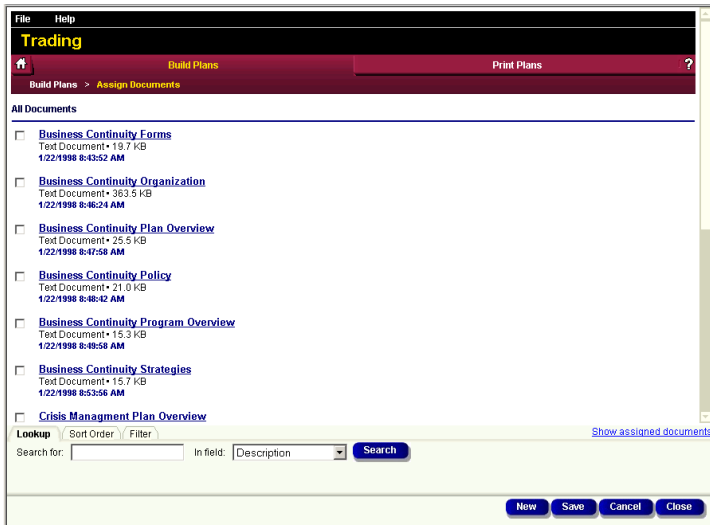 File Help
Trading
Build Plans Print Plans ?
Build Plans > Assign Documents
All Documents
Business Continuity Forms
Text Document ▪ 19.7 KB
1/22/1998 8:43:52 AM
Business Continuity Organization
Text Document ▪ 363.5 KB
1/22/1998 8:46:24 AM
Business Continuity Plan Overview
Text Document ▪ 25.5 KB
1/22/1998 8:47:58 AM
Business Continuity Policy
Text Document ▪ 21.0 KB
1/22/1998 8:48:42 AM
Business Continuity Program Overview
Text Document ▪ 15.3 KB
1/22/1998 8:49:58 AM
Business Continuity Strategies
Text Document ▪ 15.7 KB
1/22/1998 8:53:56 AM
Crisis Managment Plan Overview
Lookup Sort Order Filter Show assigned documents
Search for: In field: Description Search
New Save Cancel Close